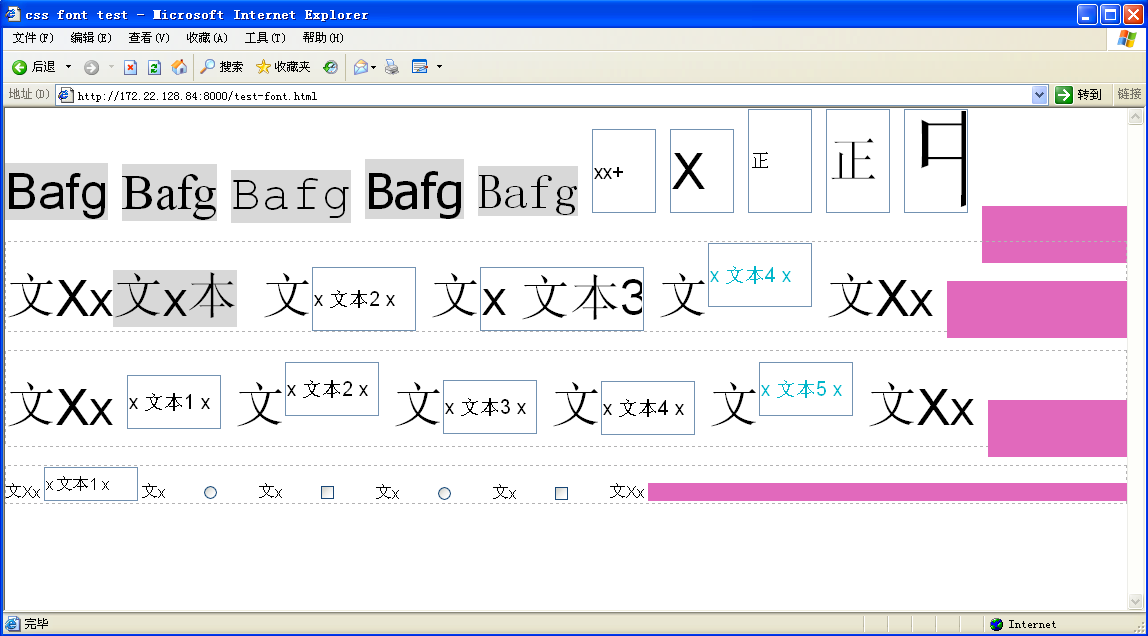 css font test - Microsoft Internet Explorer
文件(F) 编辑(E) 查看(V) 收藏(A) 工具(T) 帮助(H)
后退 搜索 收藏夹
地址(D) http://172.22.128.84:8000/test-font.html 转到 链接
Bafg Bafg Bafg Bafg Bafg xx+ X 正 正
文Xx文x本 文 x 文本2 x 文 x 文本3 文 x 文本4 x 文Xx
文Xx x 文本1 x 文 x 文本2 x 文 x 文本3 x 文 x 文本4 x 文 x 文本5 x 文Xx
文Xx x 文本1 x 文x 文x 文x 文x 文Xx
完毕 Internet